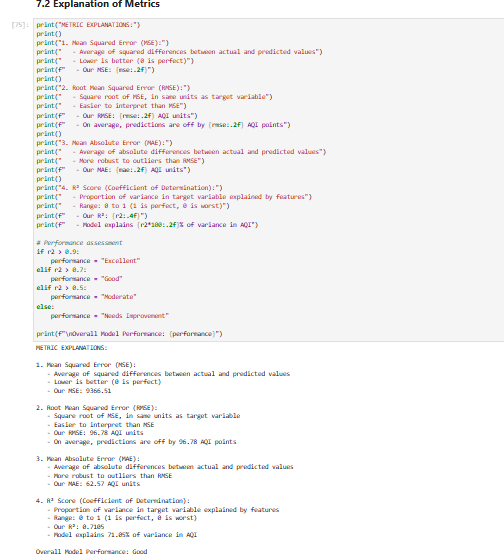 7.2 Explanation of Metrics
[75]: print("METRIC EXPLANATIONS:")
print()
print("1. Mean Squared Error (MSE):")
print("   - Average of squared differences between actual and predicted values")
print("   - Lower is better (0 is perfect)")
print(f"   - Our MSE: {mse:.2f}")
print()
print("2. Root Mean Squared Error (RMSE):")
print("   - Square root of MSE, in same units as target variable")
print("   - Easier to interpret than MSE")
print(f"   - Our RMSE: {rmse:.2f} AQI units")
print(f"   - On average, predictions are off by {rmse:.2f} AQI points")
print()
print("3. Mean Absolute Error (MAE):")
print("   - Average of absolute differences between actual and predicted values")
print("   - More robust to outliers than RMSE")
print(f"   - Our MAE: {mae:.2f} AQI units")
print()
print("4. R² Score (Coefficient of Determination):")
print("   - Proportion of variance in target variable explained by features")
print("   - Range: 0 to 1 (1 is perfect, 0 is worst)")
print(f"   - Our R²: {r2:.4f}")
print(f"   - Model explains {r2*100:.2f}% of variance in AQI")
# Performance assessment
if r2 > 0.9:
    performance = "Excellent"
elif r2 > 0.7:
    performance = "Good"
elif r2 > 0.5:
    performance = "Moderate"
else:
    performance = "Needs Improvement"
print(f"\nOverall Model Performance: {performance}")
METRIC EXPLANATIONS:
1. Mean Squared Error (MSE):
   - Average of squared differences between actual and predicted values
   - Lower is better (0 is perfect)
   - Our MSE: 9366.51
2. Root Mean Squared Error (RMSE):
   - Square root of MSE, in same units as target variable
   - Easier to interpret than MSE
   - Our RMSE: 96.78 AQI units
   - On average, predictions are off by 96.78 AQI points
3. Mean Absolute Error (MAE):
   - Average of absolute differences between actual and predicted values
   - More robust to outliers than RMSE
   - Our MAE: 62.57 AQI units
4. R² Score (Coefficient of Determination):
   - Proportion of variance in target variable explained by features
   - Range: 0 to 1 (1 is perfect, 0 is worst)
   - Our R²: 0.7105
   - Model explains 71.05% of variance in AQI
Overall Model Performance: Good